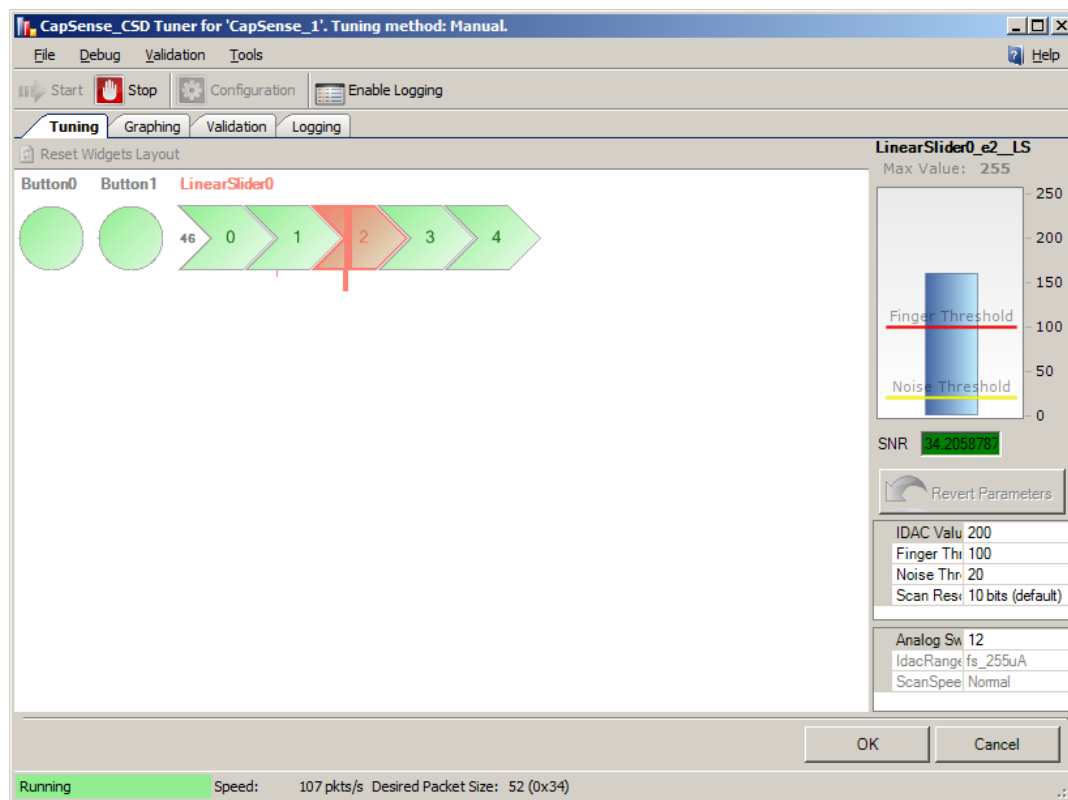 CapSense_CSD Tuner for 'CapSense_1'. Tuning method: Manual.
File Debug Validation Tools Help
Start Stop Configuration Enable Logging
Tuning Graphing Validation Logging
Reset Widgets Layout
Button0 Button1 LinearSlider0
46 0 1 2 3 4
LinearSlider0_e2__LS
Max Value: 255
250
200
150
Finger Threshold
100
50
Noise Threshold
0
SNR 34.2058787
Revert Parameters
IDAC Valu 200
Finger Thr 100
Noise Thr 20
Scan Res 10 bits (default)
Analog Sw 12
IdacRange fs_255uA
ScanSpee Normal
OK Cancel
Running Speed: 107 pkts/s Desired Packet Size: 52 (0x34)